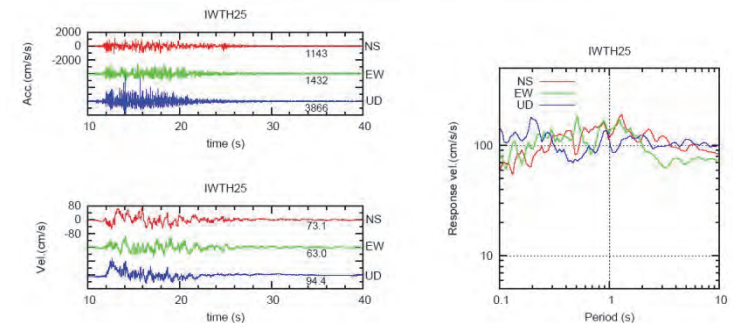 IWTH25
2000
0
-2000
Acc.(cm/s/s)
1143 NS
1432 EW
3866 UD
10 20 30 40
time (s)
IWTH25
80
0
-80
Vel.(cm/s)
73.1 NS
63.0 EW
94.4 UD
10 20 30 40
time (s)
IWTH25
NS
EW
UD
Response vel.(cm/s/s)
100
10
0.1 1 10
Period (s)